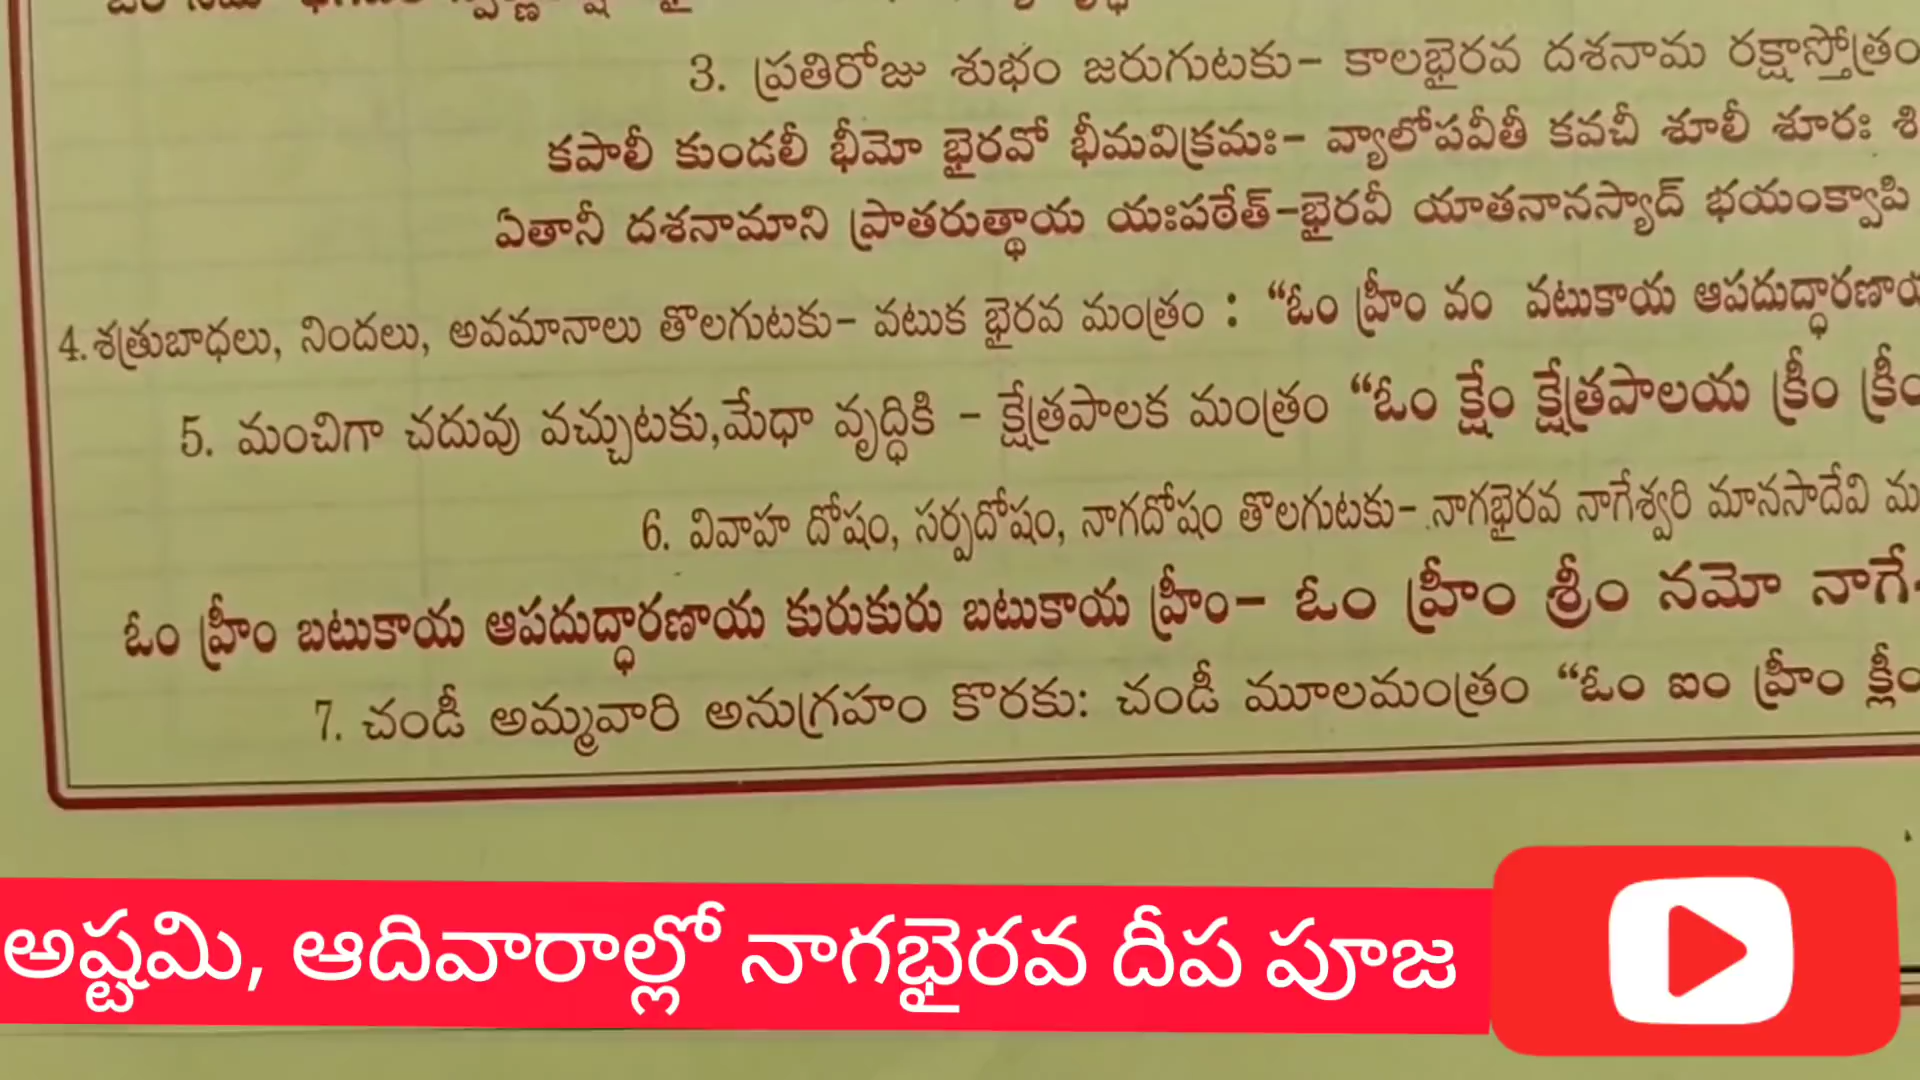 3. ప్రతిరోజు శుభం జరుగుటకు- కాలభైరవ దశనామ రక్షాస్తోత్రం
కపాలీ కుండలీ భీమో భైరవో భీమవిక్రమః- వ్యాలోపవీతీ కవచీ శూలీ శూరః
ఏతానీ దశనామాని ప్రాతరుత్థాయ యఃపఠేత్-భైరవీ యాతనానస్యాద్ భయంక్వాపి
4.శత్రుబాధలు, నిందలు, అవమానాలు తొలగుటకు- వటుక భైరవ మంత్రం : “ఓం హ్రీం వం వటుకాయ ఆపదుద్ధారణాయ
5. మంచిగా చదువు వచ్చుటకు,మేధా వృద్ధికి - క్షేత్రపాలక మంత్రం “ఓం క్షేం క్షేత్రపాలయ క్రీం క్రీం
6. వివాహ దోషం, సర్పదోషం, నాగదోషం తొలగుటకు- నాగభైరవ నాగేశ్వరి మానసాదేవి
ఓం హ్రీం బటుకాయ ఆపదుద్ధారణాయ కురుకురు బటుకాయ హ్రీం- ఓం హ్రీం శ్రీం నమో నాగే
7. చండీ అమ్మవారి అనుగ్రహం కొరకు: చండీ మూలమంత్రం “ఓం ఐం హ్రీం క్లీం
అష్టమి, ఆదివారాల్లో నాగభైరవ దీప పూజ